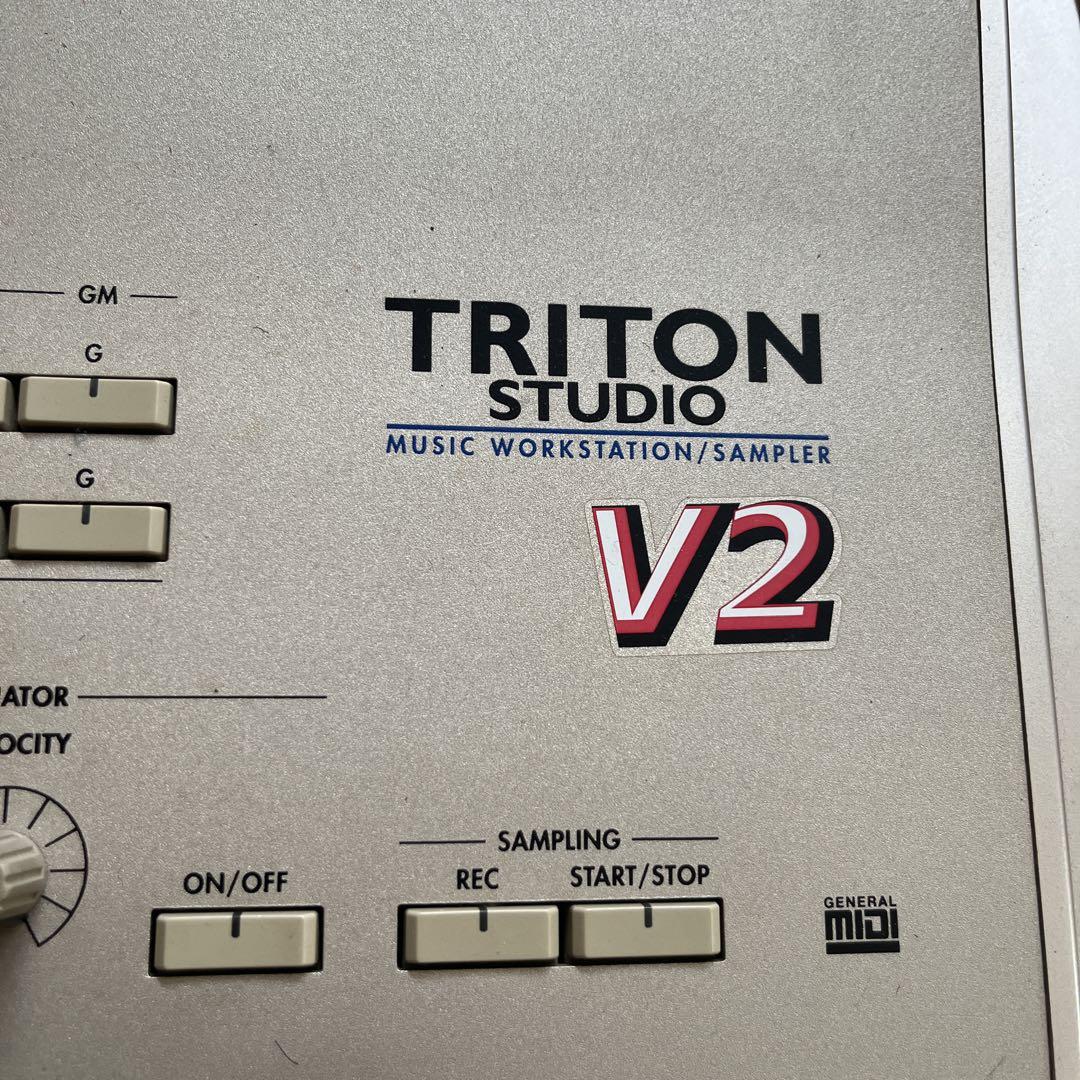 GM
G
TRITON
STUDIO
MUSIC WORKSTATION/SAMPLER
G
V2
ATOR
OCITY
SAMPLING
ON/OFF
REC
START/STOP
GENERAL
MIDI